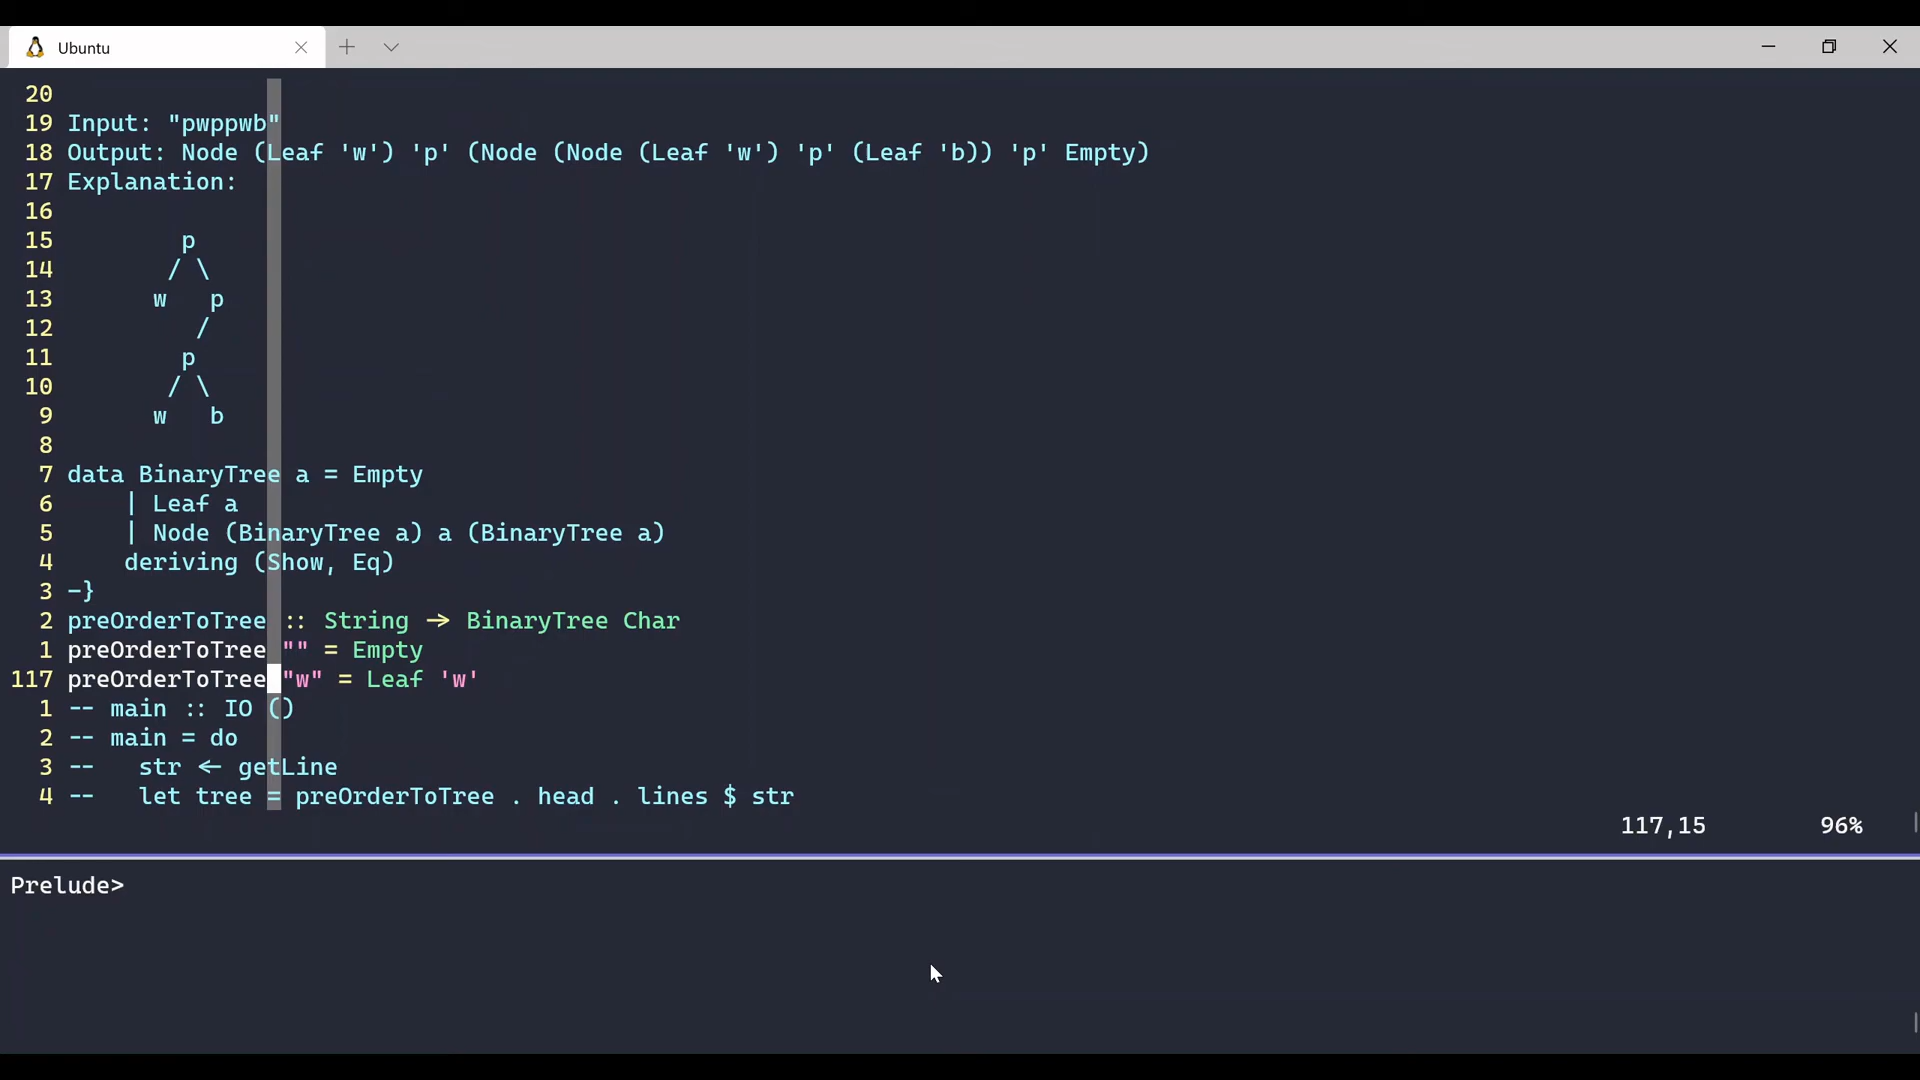 Ubuntu
20
19 Input: "pwppwb"
18 Output: Node (Leaf 'w') 'p' (Node (Node (Leaf 'w') 'p' (Leaf 'b)) 'p' Empty)
17 Explanation:
16
15         p
14        / \
13       w   p
12          /
11         p
10        / \
9       w   b
8
7 data BinaryTree a = Empty
6     | Leaf a
5     | Node (BinaryTree a) a (BinaryTree a)
4     deriving (Show, Eq)
3 -}
2 preOrderToTree :: String -> BinaryTree Char
1 preOrderToTree "" = Empty
117 preOrderToTree "w" = Leaf 'w'
1 -- main :: IO ()
2 -- main = do
3 --   str <- getLine
4 --   let tree = preOrderToTree . head . lines $ str
117,15 96%
Prelude>